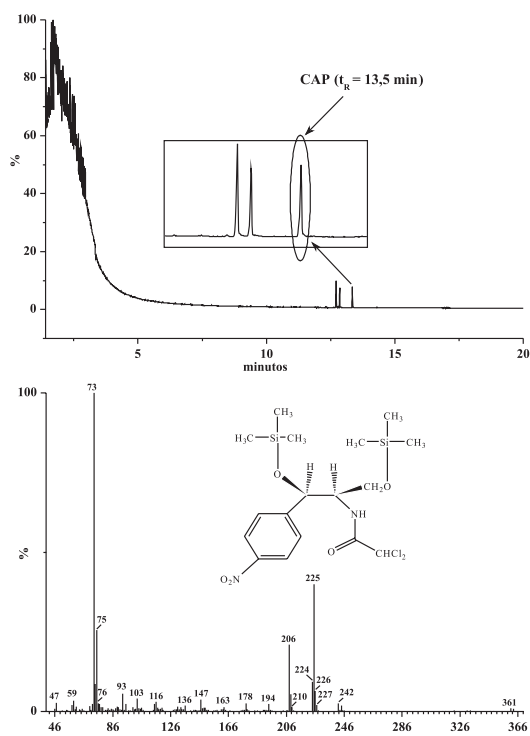 100
80
60
40
20
0
%
CAP (tR = 13,5 min)
5
10
15
20
minutos
100
%
73
75
76
47
59
93
103
116
136
147
163
178
194
206
210
224
225
226
227
242
361
CH3
H3C Si CH3
CH3
CH3
H3C Si CH3
CH3
O
H
H
CH2O
NH
O
CHCl2
O2N
46
86
126
166
206
246
286
326
366